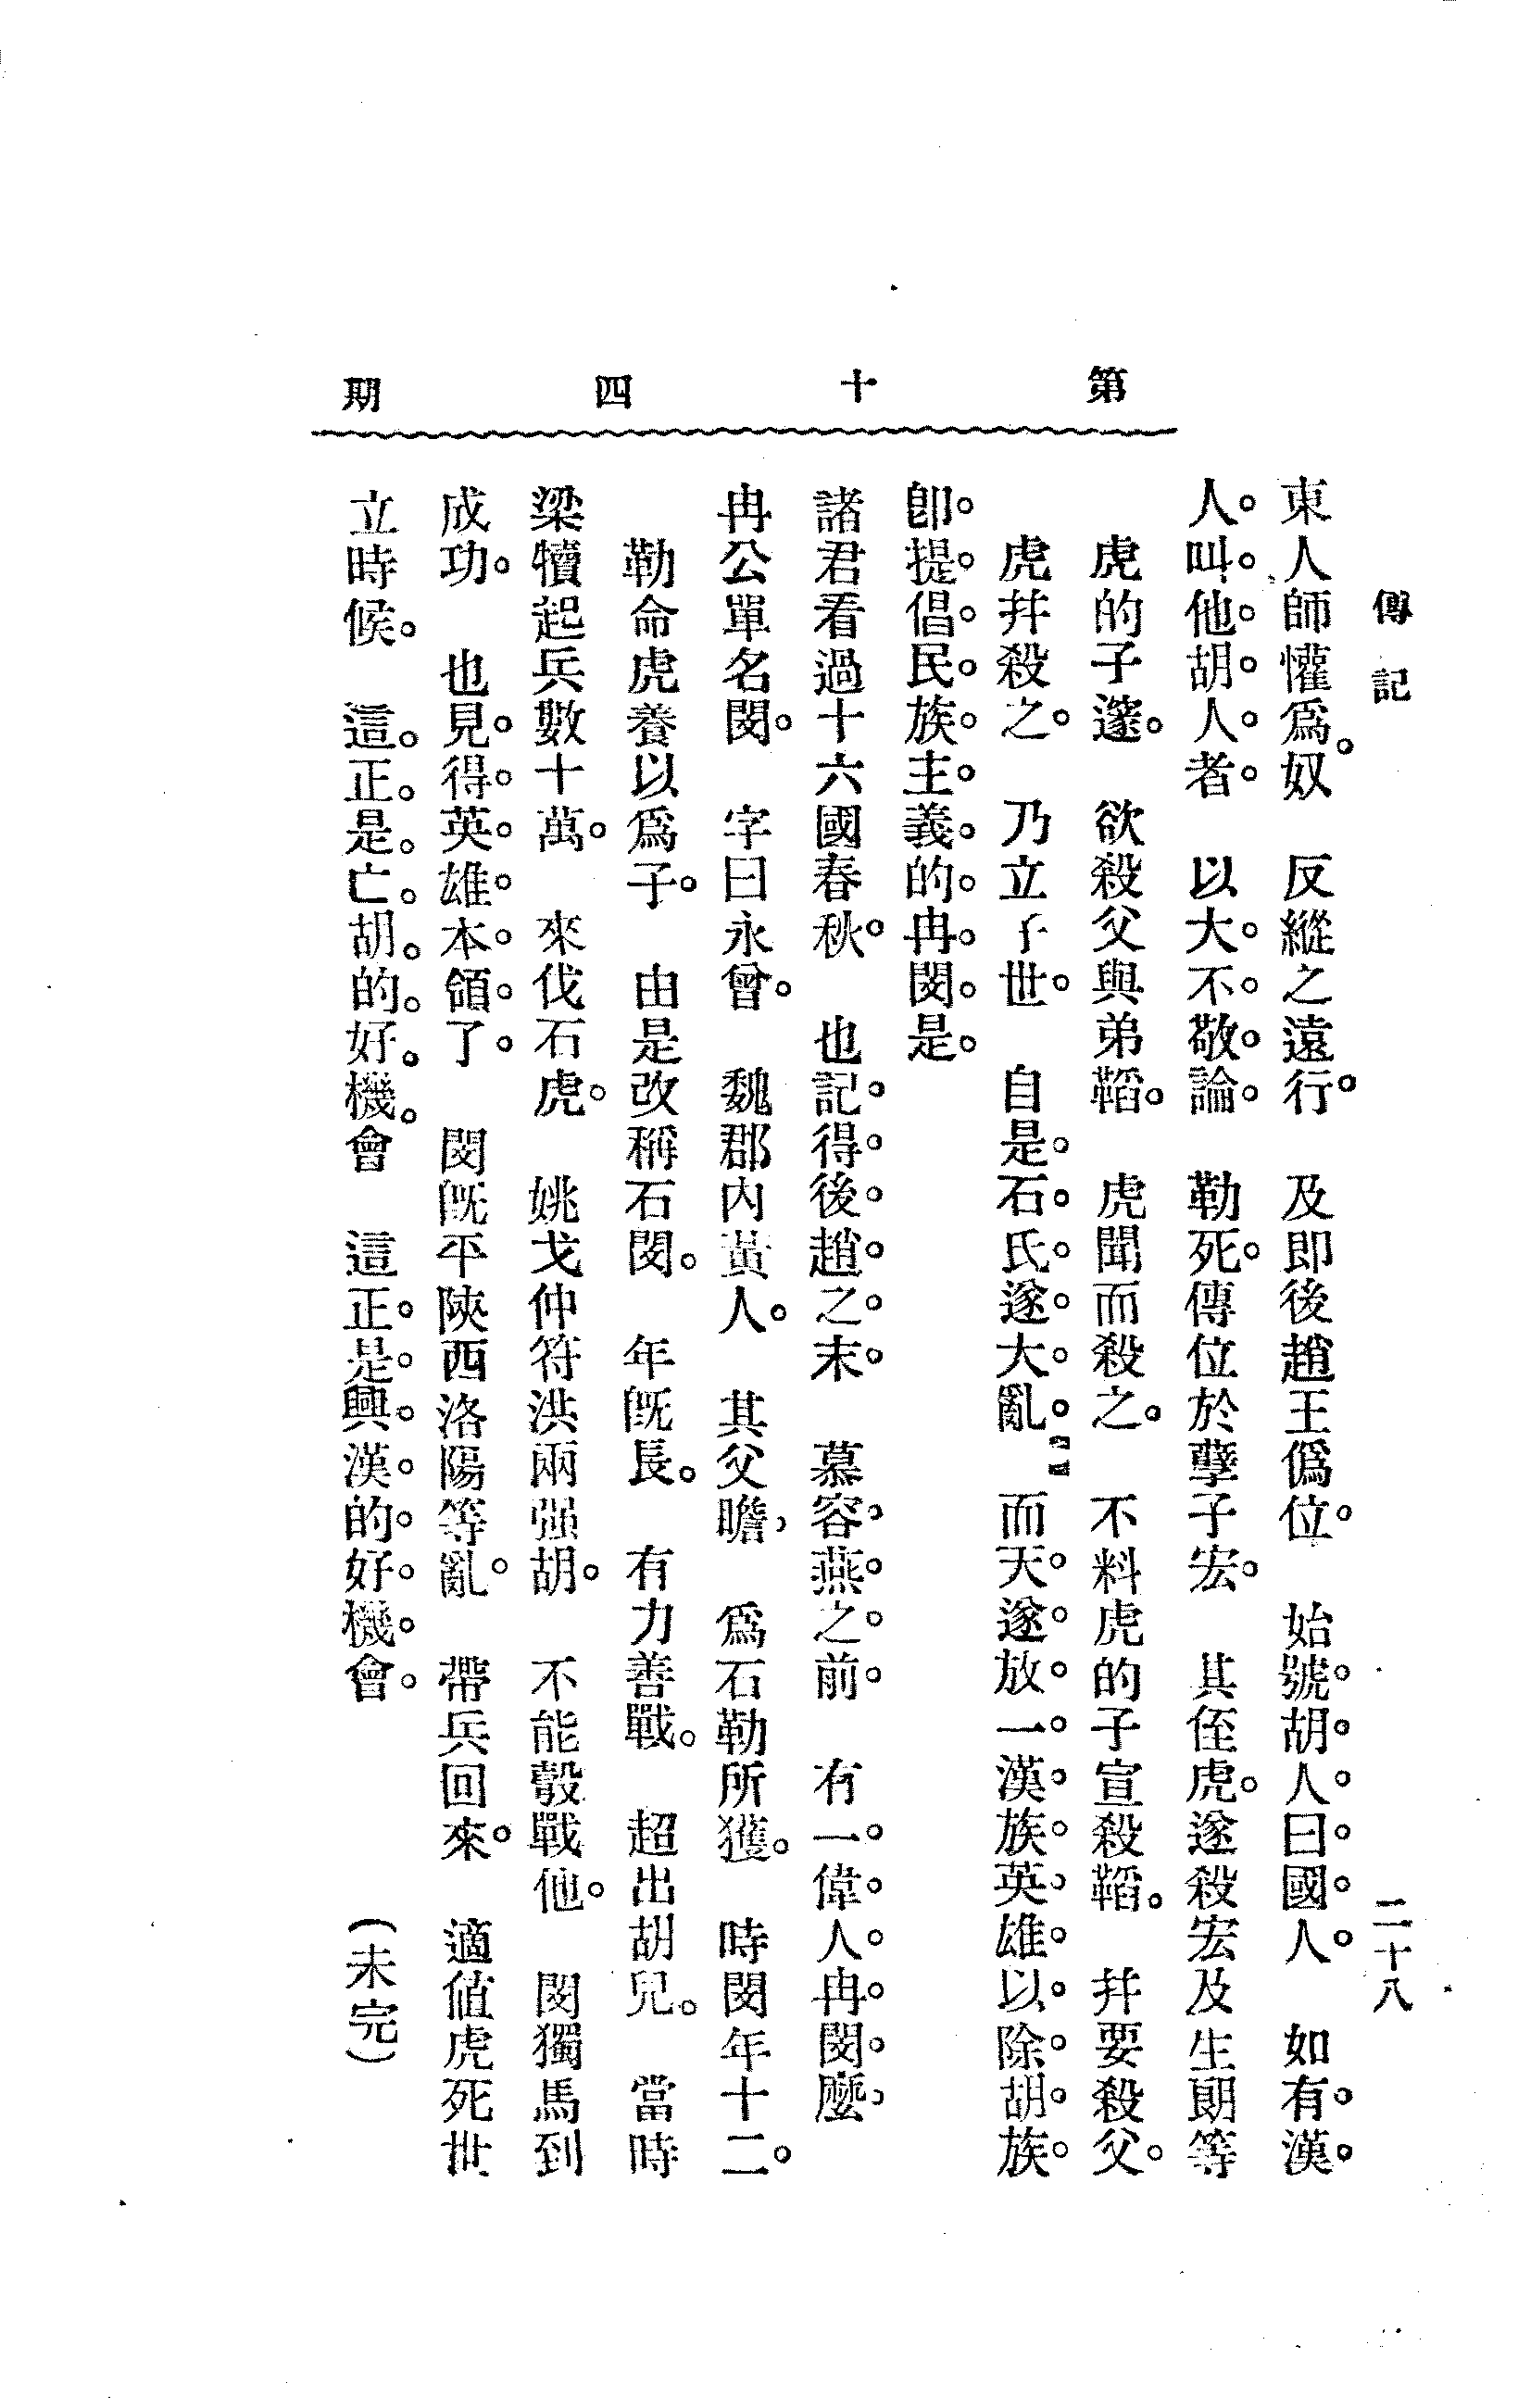 傳記
二十八
第十四期
東人師懽爲奴。　反縱之遠行。　及即後趙王僞位。　始號胡人曰國人。　如有漢
人叫他胡人者　以大不敬論。　勒死。傳位於孽子宏。　其侄虎。遂殺宏及生朗等
虎的子邃。　欲殺父與弟韜。　虎聞而殺之。　不料虎的子宣殺韜。　幷要殺父。
虎幷殺之。　乃立子世。　自是。石氏遂大亂。　而天遂放一漢族英雄以除胡族
卽提倡民族主義的冉閔是。
諸君看過十六國春秋。　也記得後趙之末。　慕容燕之前。　有一偉人冉閔麽、
冉公單名閔。　字曰永曾。　魏郡內黃人。　其父瞻、　爲石勒所獲。　時閔年十二。
勒命虎養以爲子。　由是改稱石閔。　年旣長。　有力善戰。　超出胡兒。　當時
梁犢起兵數十萬。　來伐石虎。　姚戈仲符洪兩强胡。　不能彀戰他。　閔獨馬到
成功。　也見得英雄本領了。　閔旣平陝西洛陽等亂。　帶兵回來。　適値虎死世
立時候。　這正是亡胡的好機會　這正是興漢的好機會。　　　（未完）